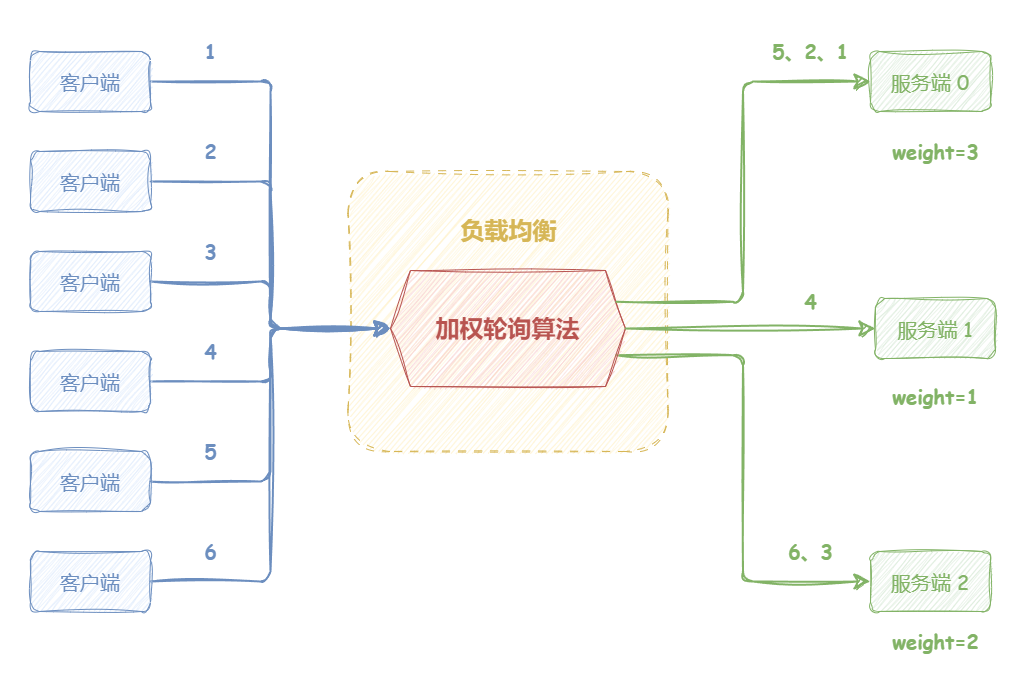 1
客户端
2
客户端
3
客户端
4
客户端
5
客户端
6
客户端
负载均衡
加权轮询算法
5、2、1
服务端 0
weight=3
4
服务端 1
weight=1
6、3
服务端 2
weight=2